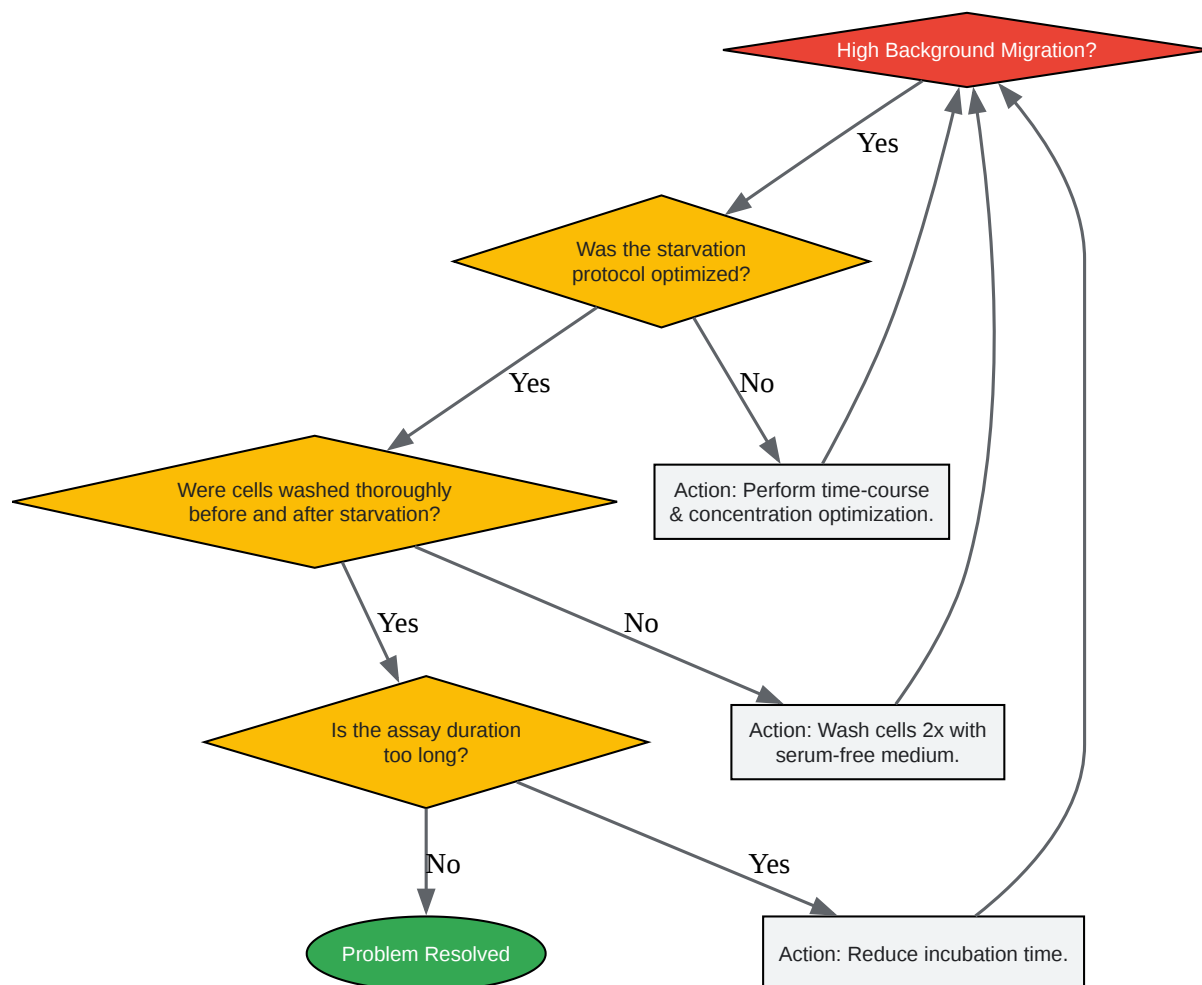 High Background Migration?
Yes
Was the starvation
protocol optimized?
Yes
No
Were cells washed thoroughly
before and after starvation?
Action: Perform time-course
& concentration optimization.
Yes
No
Is the assay duration
too long?
Action: Wash cells 2x with
serum-free medium.
No
Yes
Problem Resolved
Action: Reduce incubation time.